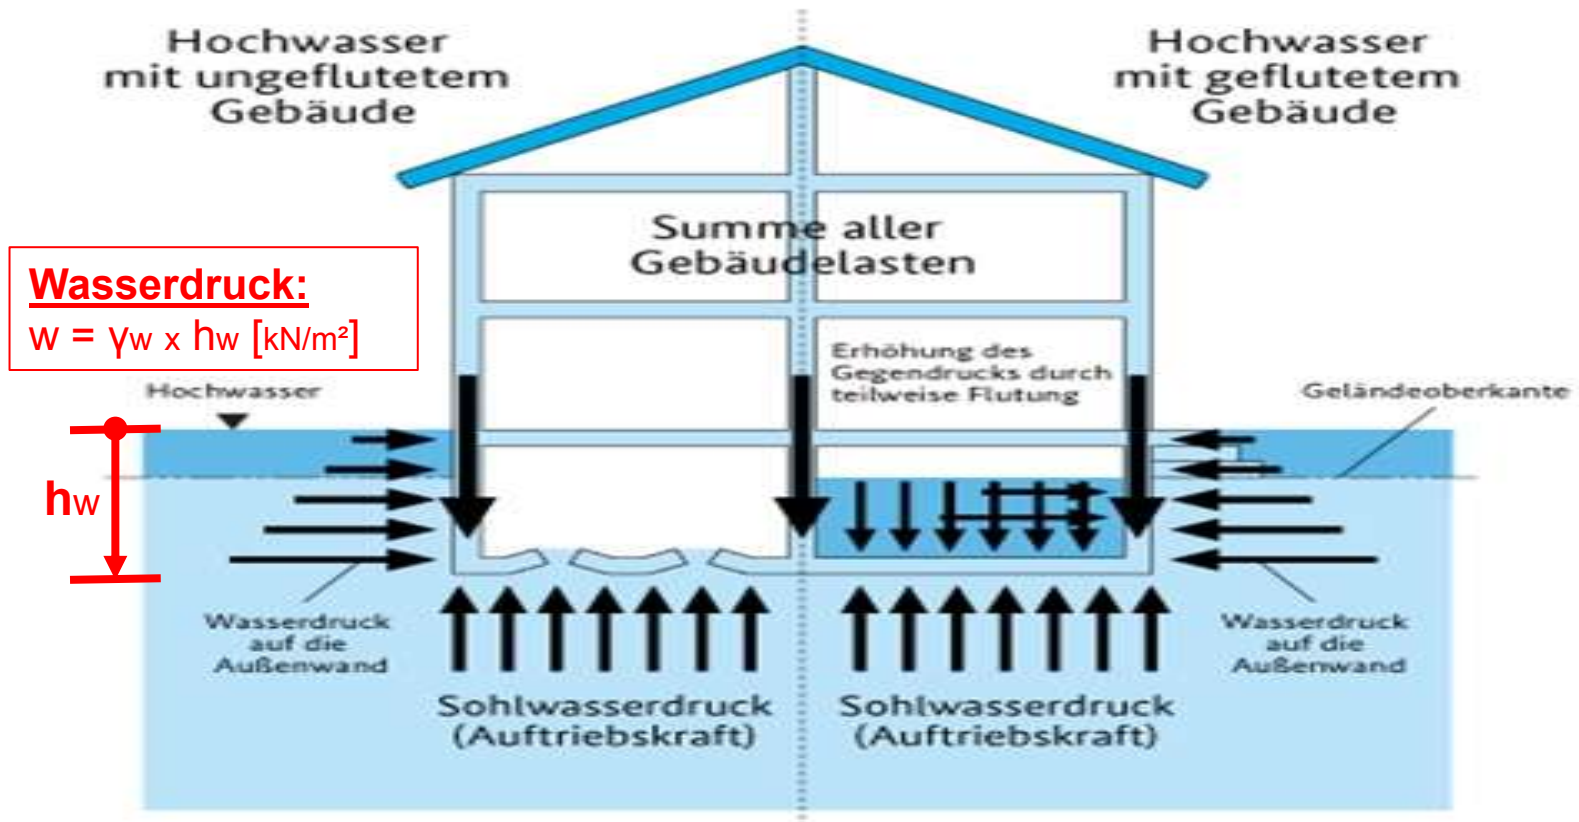 Hochwasser
mit ungeflutetem
Gebäude
Hochwasser
mit geflutetem
Gebäude
Summe aller
Gebäudelasten
Wasserdruck:
w = γw x hw [kN/m²]
Erhöhung des
Gegendrucks durch
teilweise Flutung
Hochwasser
Geländeoberkante
hw
Wasserdruck
auf die
Außenwand
Wasserdruck
auf die
Außenwand
Sohlwasserdruck
(Auftriebskraft)
Sohlwasserdruck
(Auftriebskraft)